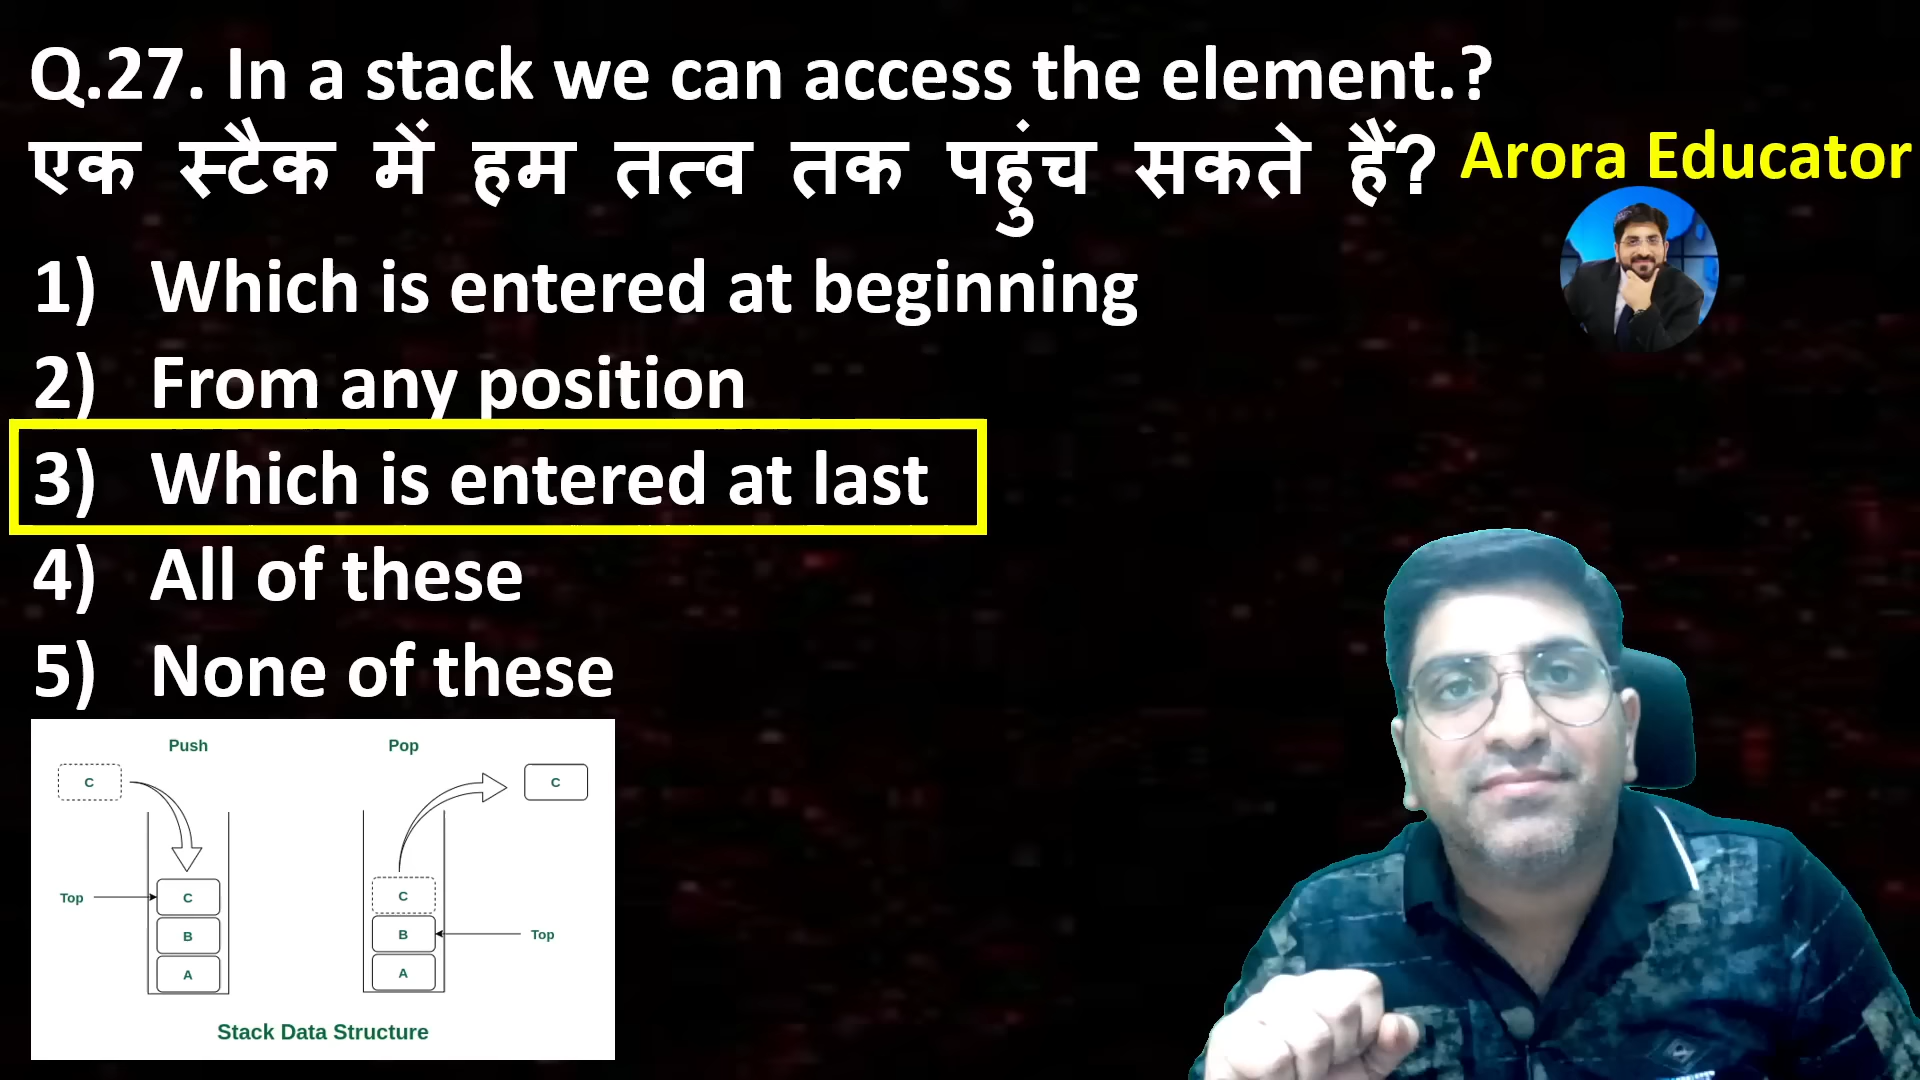 Q.27. In a stack we can access the element.?
एक स्टैक में हम तत्व तक पहुंच सकते हैं?
Arora Educator
1) Which is entered at beginning
2) From any position
3) Which is entered at last
4) All of these
5) None of these
Push
Pop
C
C
C
C
Top
B
B
Top
A
A
Stack Data Structure